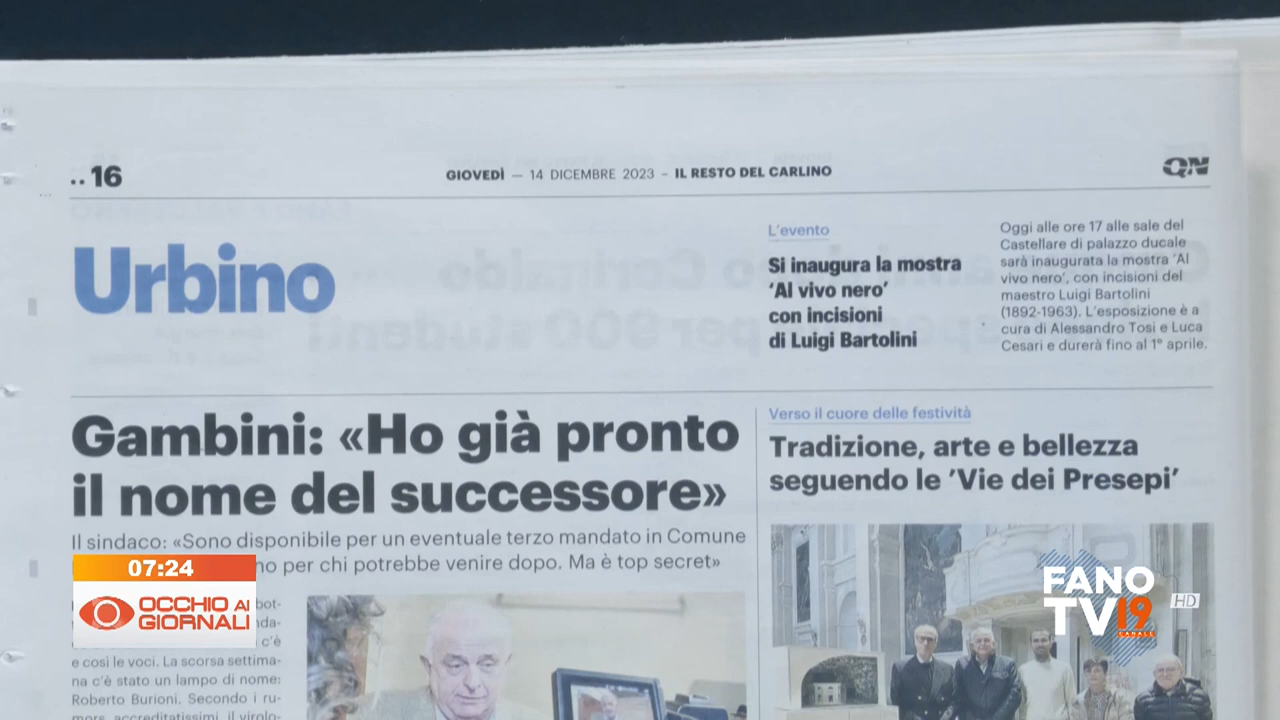 .. 16
GIOVEDÌ — 14 DICEMBRE 2023 – IL RESTO DEL CARLINO
QN
Urbino
L'evento
Si inaugura la mostra
'Al vivo nero'
con incisioni
di Luigi Bartolini
Oggi alle ore 17 alle sale del
Castellare di palazzo ducale
sarà inaugurata la mostra 'Al
vivo nero', con incisioni del
maestro Luigi Bartolini
(1892-1963). L'esposizione è a
cura di Alessandro Tosi e Luca
Cesari e durerà fino al 1° aprile.
Gambini: «Ho già pronto
il nome del successore»
Il sindaco: «Sono disponibile per un eventuale terzo mandato in Comune
per chi potrebbe venire dopo. Ma è top secret»
c'è
e così le voci. La scorsa settima-
na c'è stato un lampo di nome:
Roberto Burioni. Secondo i ru-
mors, accreditatissimi, il virolo-
Verso il cuore delle festività
Tradizione, arte e bellezza
seguendo le 'Vie dei Presepi'
07:24
OCCHIO AI
GIORNALI
FANO
TV19
CANALE
HD